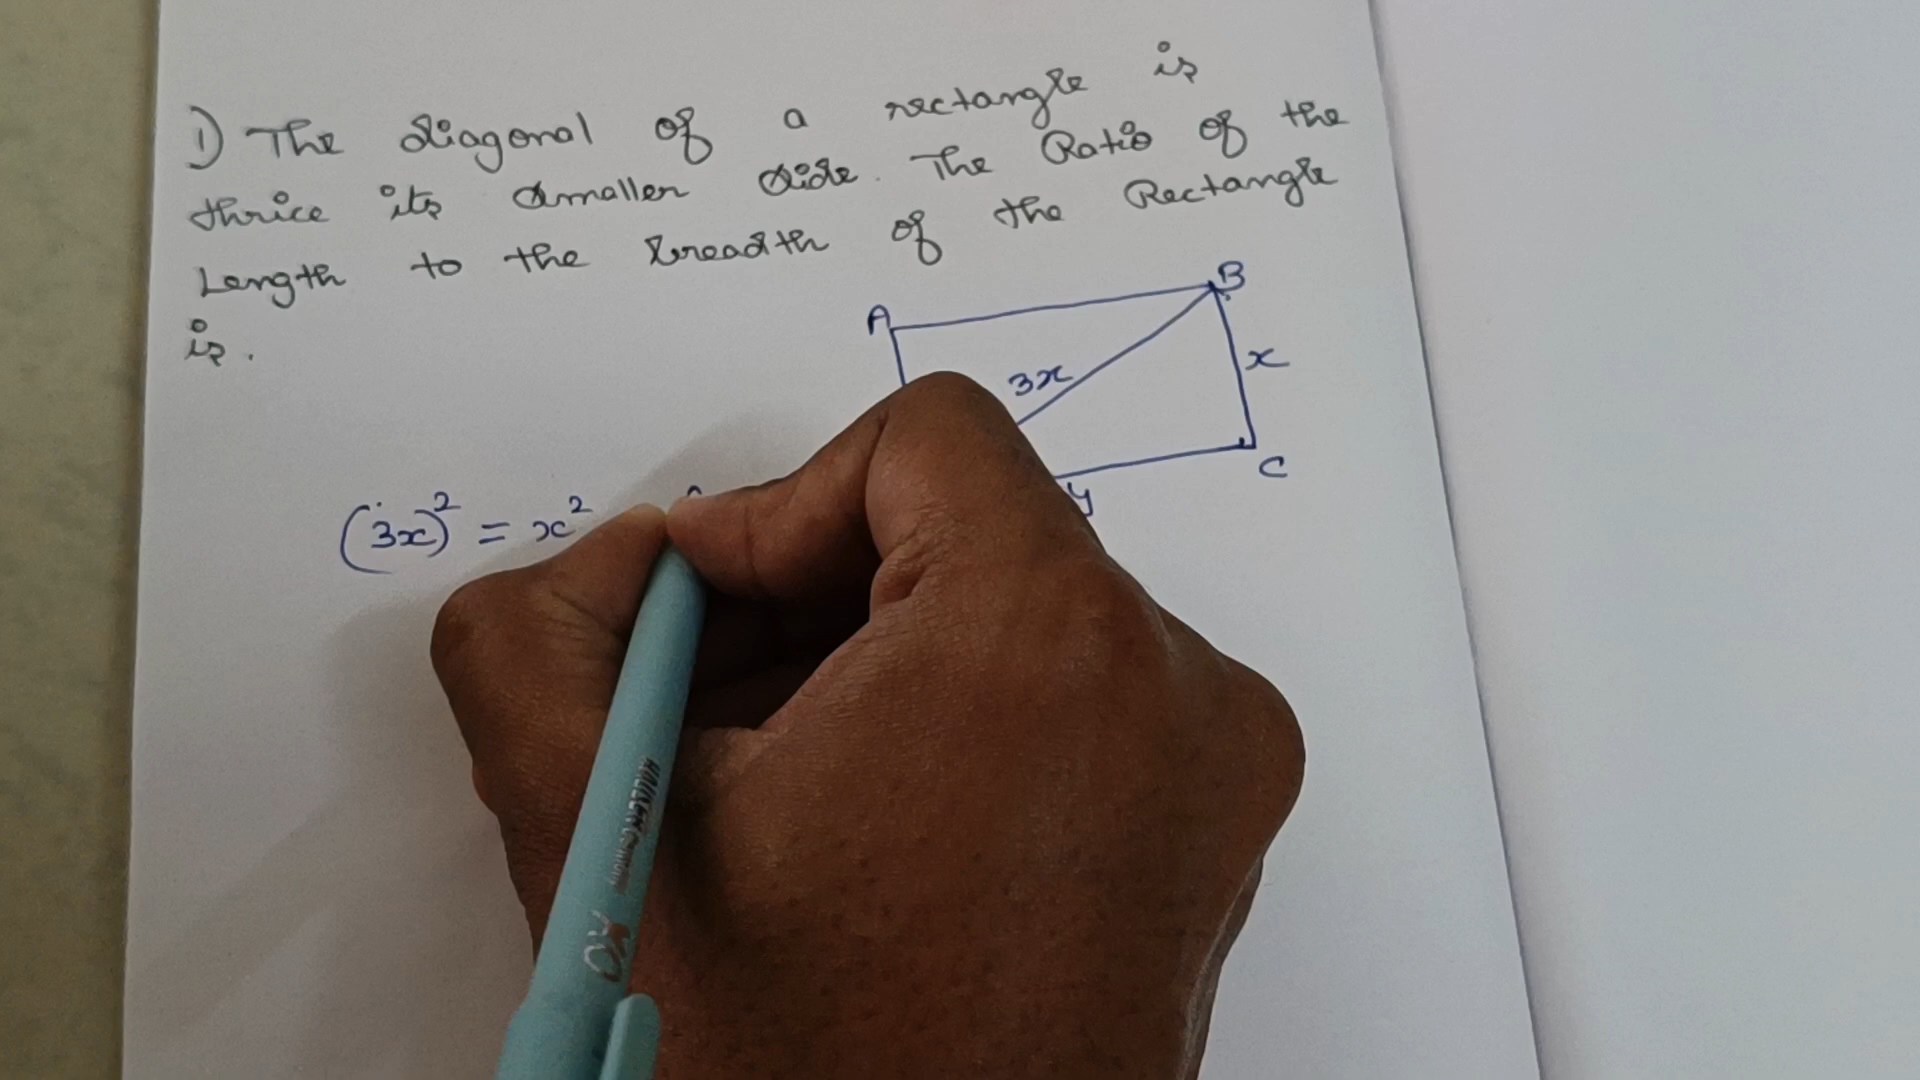 1) The diagonal of a rectangle is
thrice its smaller side. The Ratio of the
Length to the breadth of the Rectangle
is.
A
B
3x
x
C
y
(3x)² = x²
XO